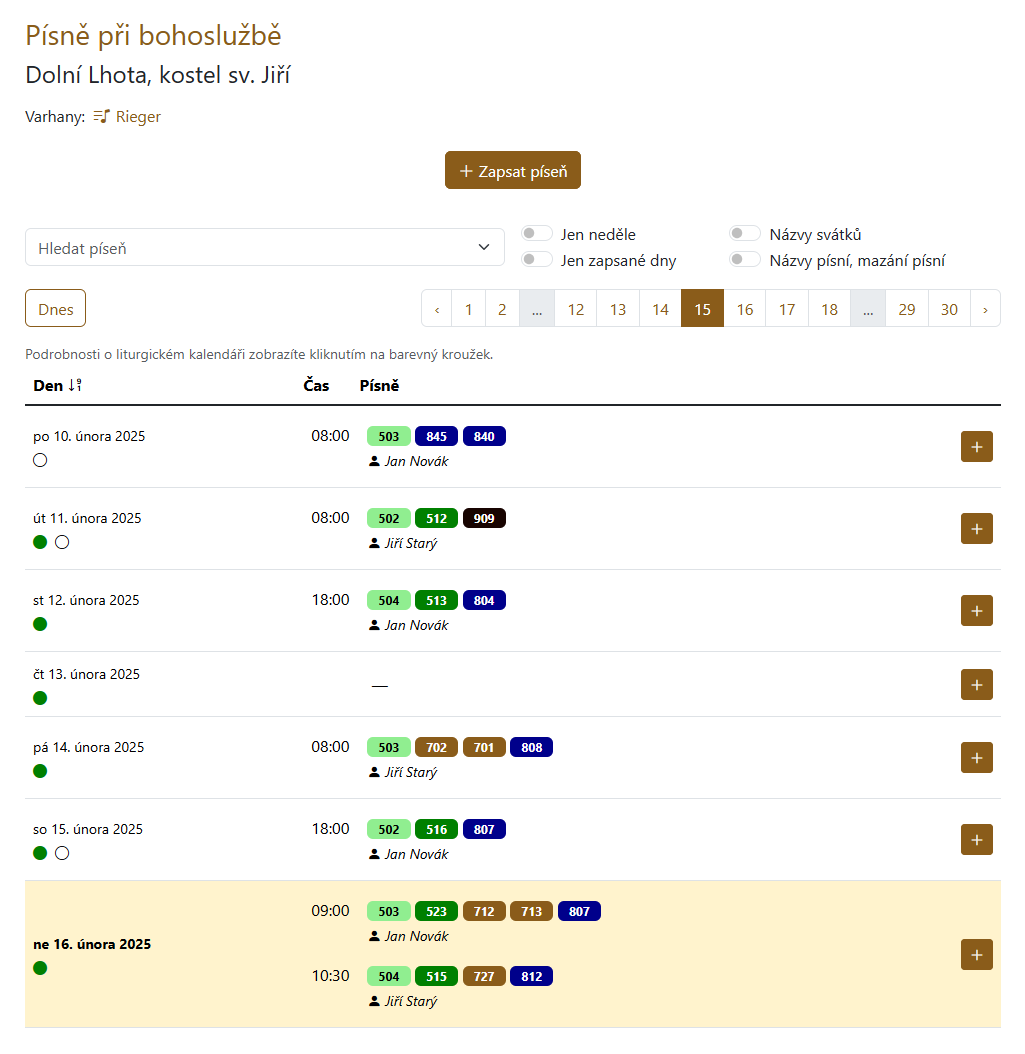 Písně při bohoslužbě
Dolní Lhota, kostel sv. Jiří
Varhany: Rieger
+ Zapsat píseň
Hledat píseň
Jen neděle
Názvy svátků
Jen zapsané dny
Názvy písní, mazání písní
Dnes
‹ 1 2 ... 12 13 14 15 16 17 18 ... 29 30 ›
Podrobnosti o liturgickém kalendáři zobrazíte kliknutím na barevný kroužek.
Den Čas Písně
po 10. února 2025 08:00 503 845 840
Jan Novák
+
út 11. února 2025 08:00 502 512 909
Jiří Starý
+
st 12. února 2025 18:00 504 513 804
Jan Novák
+
čt 13. února 2025
—
+
pá 14. února 2025 08:00 503 702 701 808
Jiří Starý
+
so 15. února 2025 18:00 502 516 807
Jan Novák
+
ne 16. února 2025
09:00 503 523 712 713 807
Jan Novák
10:30 504 515 727 812
Jiří Starý
+